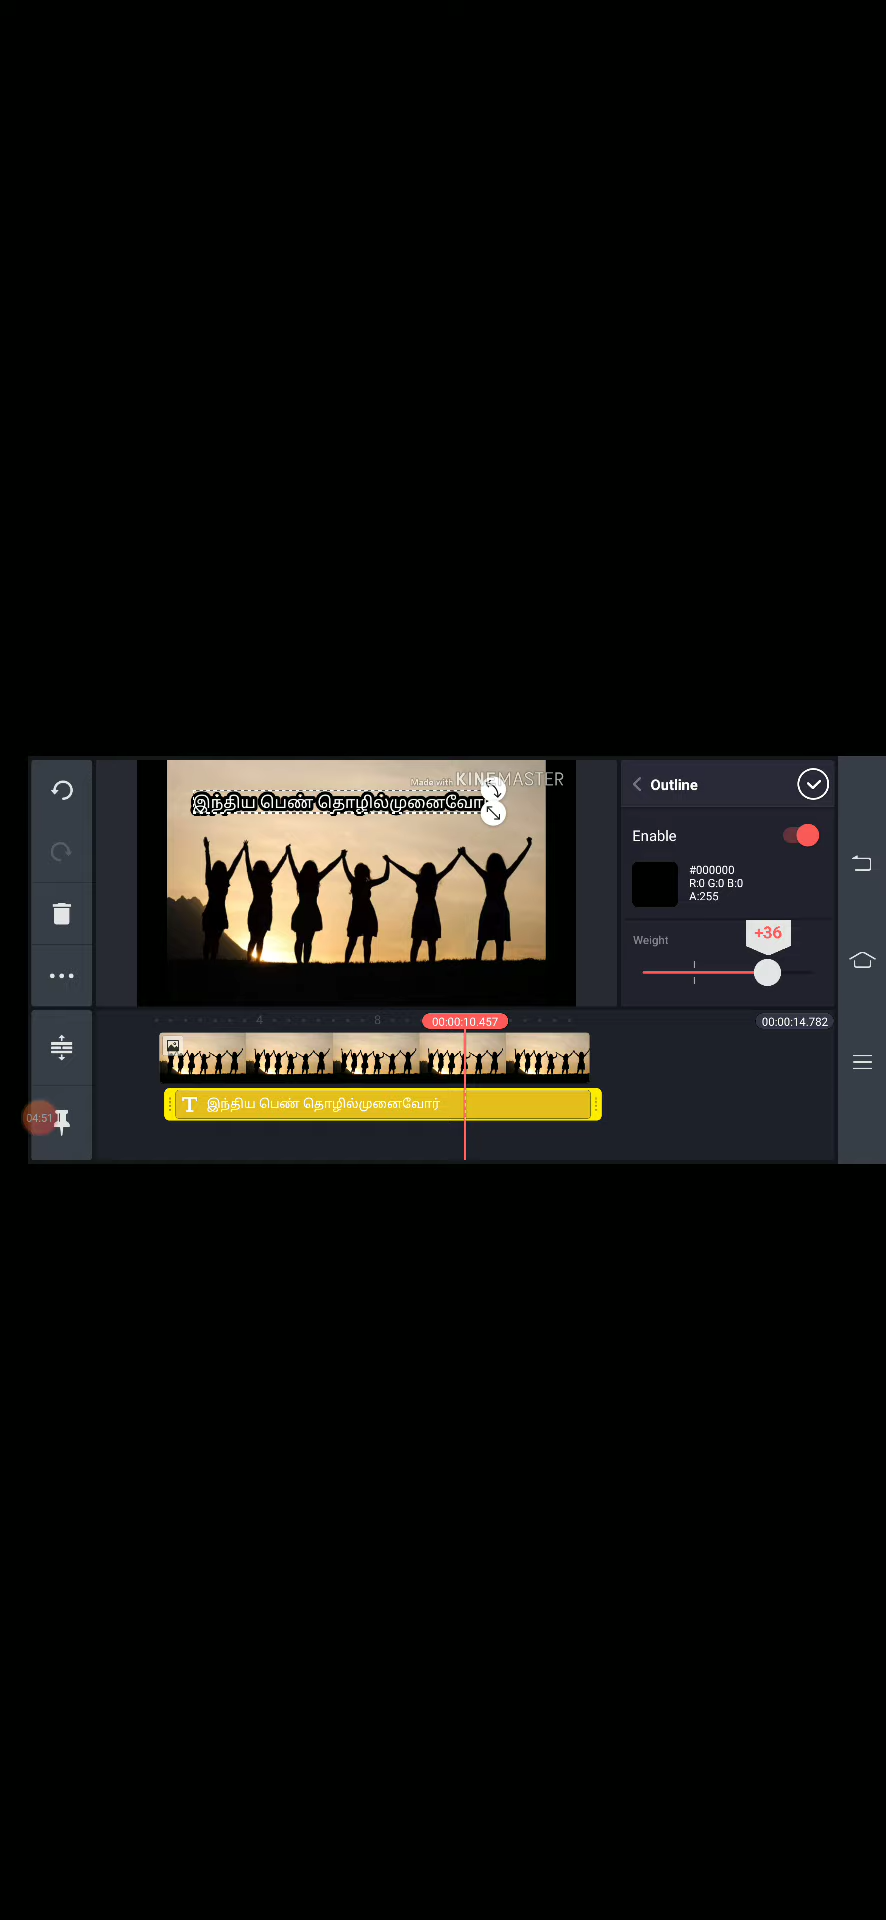 Made with KINEMASTER
இந்திய பெண் தொழில்முனைவோ
Outline
Enable
#000000
R:0 G:0 B:0
A:255
Weight
+36
4
8
00:00:10.457
00:00:14.782
T இந்திய பெண் தொழில்முனைவோர்
04:51